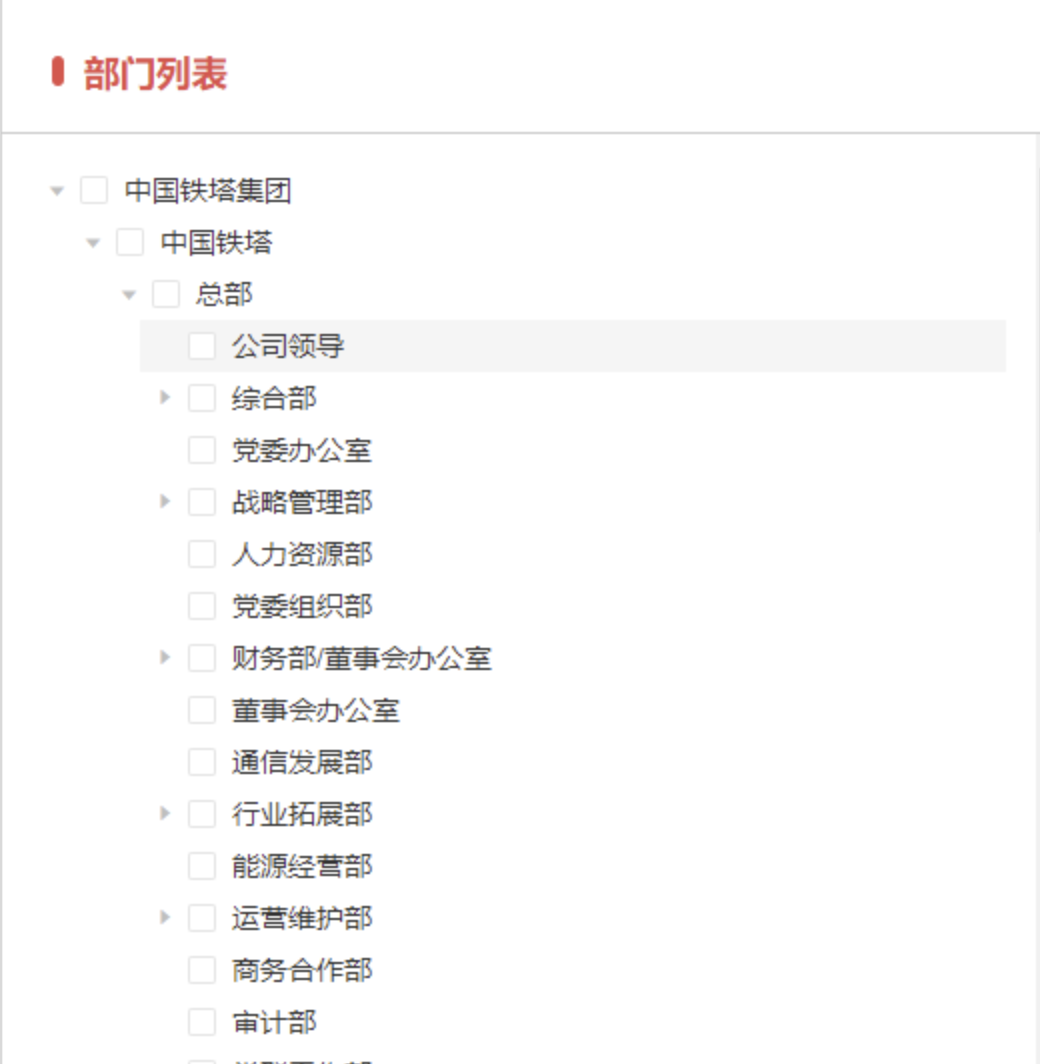 部门列表
中国铁塔集团
中国铁塔
总部
公司领导
综合部
党委办公室
战略管理部
人力资源部
党委组织部
财务部/董事会办公室
董事会办公室
通信发展部
行业拓展部
能源经营部
运营维护部
商务合作部
审计部